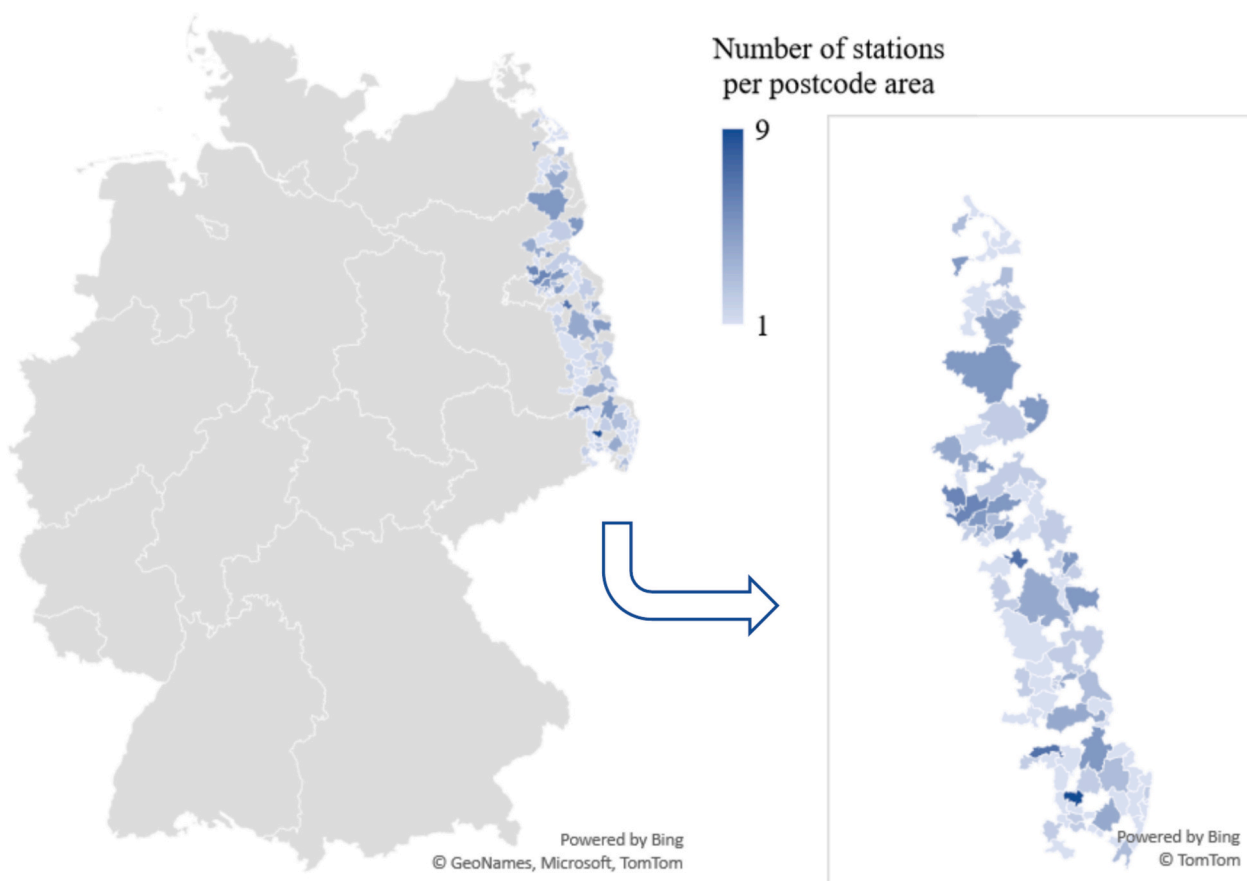 Number of stations
per postcode area
9
1
Powered by Bing
© GeoNames, Microsoft, TomTom
Powered by Bing
© TomTom